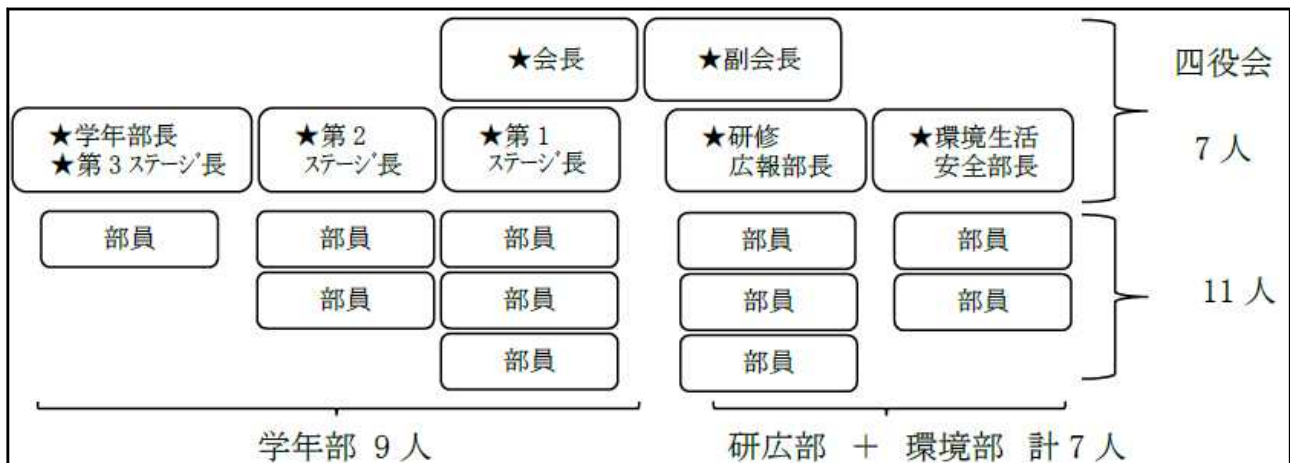 ★会長
★副会長
四役会
7人
★学年部長
★第3ステージ長
★第2
ステージ長
★第1
ステージ長
★研修
広報部長
★環境生活
安全部長
部員
部員
部員
部員
部員
部員
部員
部員
部員
部員
部員
11人
学年部 9人
研広部 + 環境部 計7人